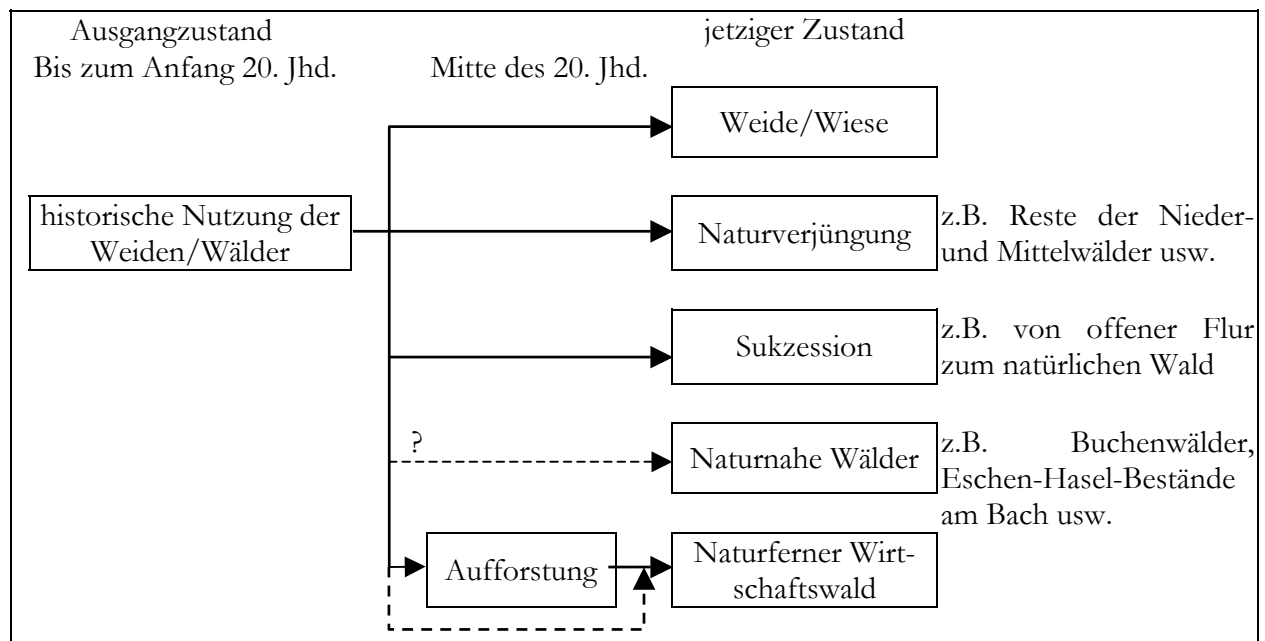 Ausgangzustand
Bis zum Anfang 20. Jhd.
Mitte des 20. Jhd.
jetziger Zustand
Weide/Wiese
historische Nutzung der
Weiden/Wälder
Naturverjüngung
z.B. Reste der Nieder-
und Mittelwälder usw.
Sukzession
z.B. von offener Flur
zum natürlichen Wald
?
Naturnahe Wälder
z.B. Buchenwälder,
Eschen-Hasel-Bestände
am Bach usw.
Aufforstung
Naturferner Wirt-
schaftswald